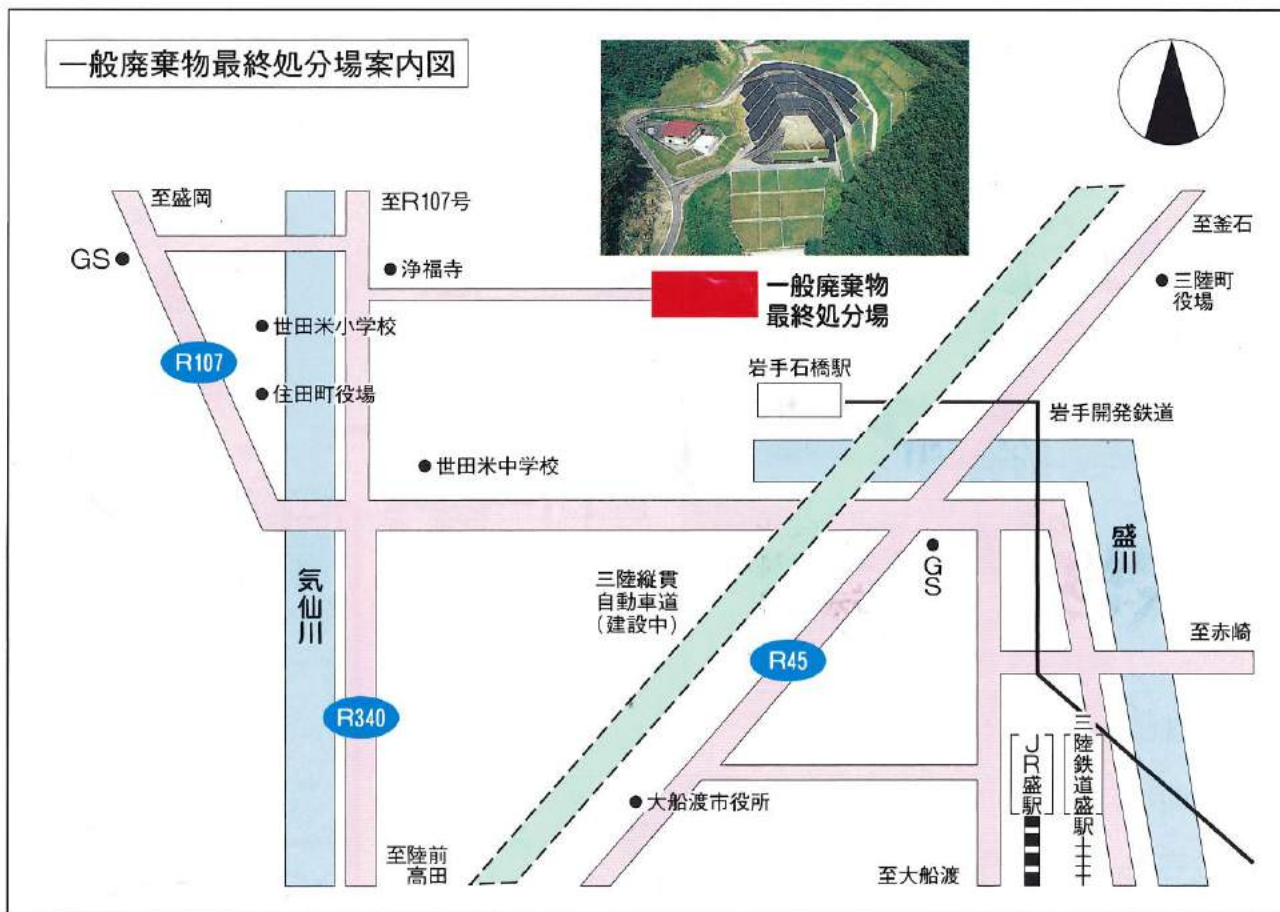 一般廃棄物最終処分場案内図
至盛岡
至R107号
至釜石
GS
浄福寺
三陸町
役場
一般廃棄物
最終処分場
世田米小学校
R107
岩手石橋駅
住田町役場
岩手開発鉄道
世田米中学校
盛川
GS
気仙川
三陸縦貫
自動車道
(建設中)
至赤崎
R45
R340
JR盛駅
三陸鉄道盛駅
大船渡市役所
至陸前
高田
至大船渡